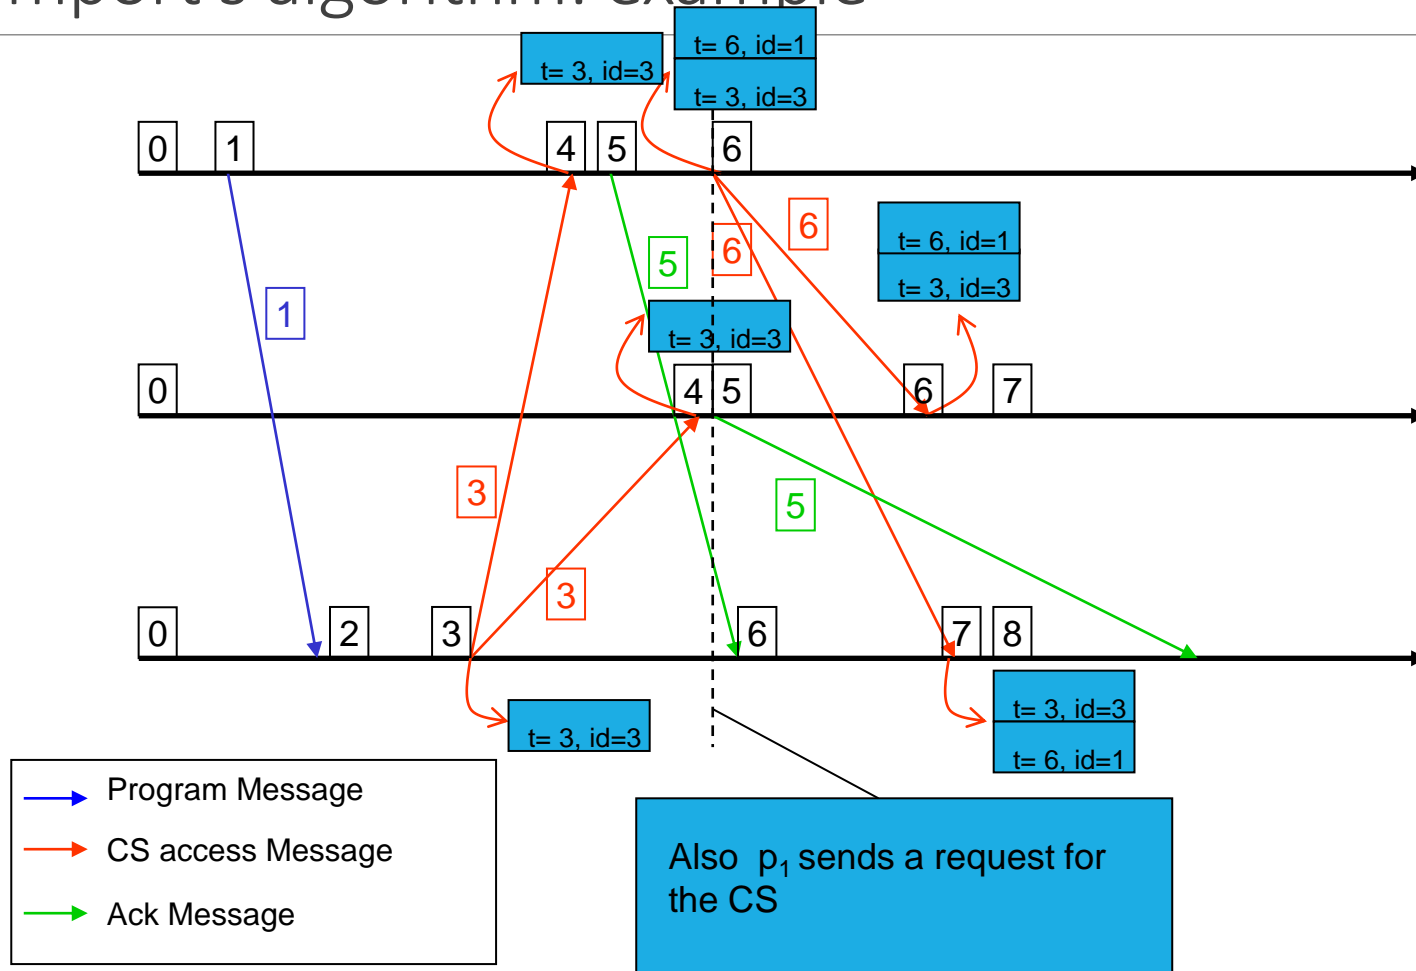 mport's algorithm: example
t= 3, id=3
t= 6, id=1
t= 3, id=3
0 1 4 5 6
6
6
5
t= 6, id=1
t= 3, id=3
1
t= 3, id=3
0 4 5 6 7
3
5
3
0 2 3 6 7 8
t= 3, id=3
t= 3, id=3
t= 6, id=1
Program Message
CS access Message
Ack Message
Also p₁ sends a request for
the CS